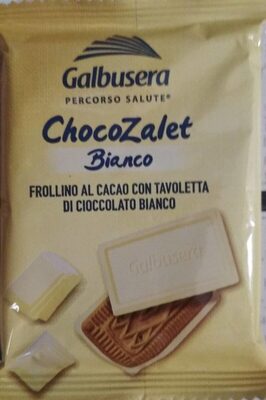 Galbusera
PERCORSO SALUTE®
ChocoZalet
Bianco
FROLLINO AL CACAO CON TAVOLETTA
DI CIOCCOLATO BIANCO
Galbusera